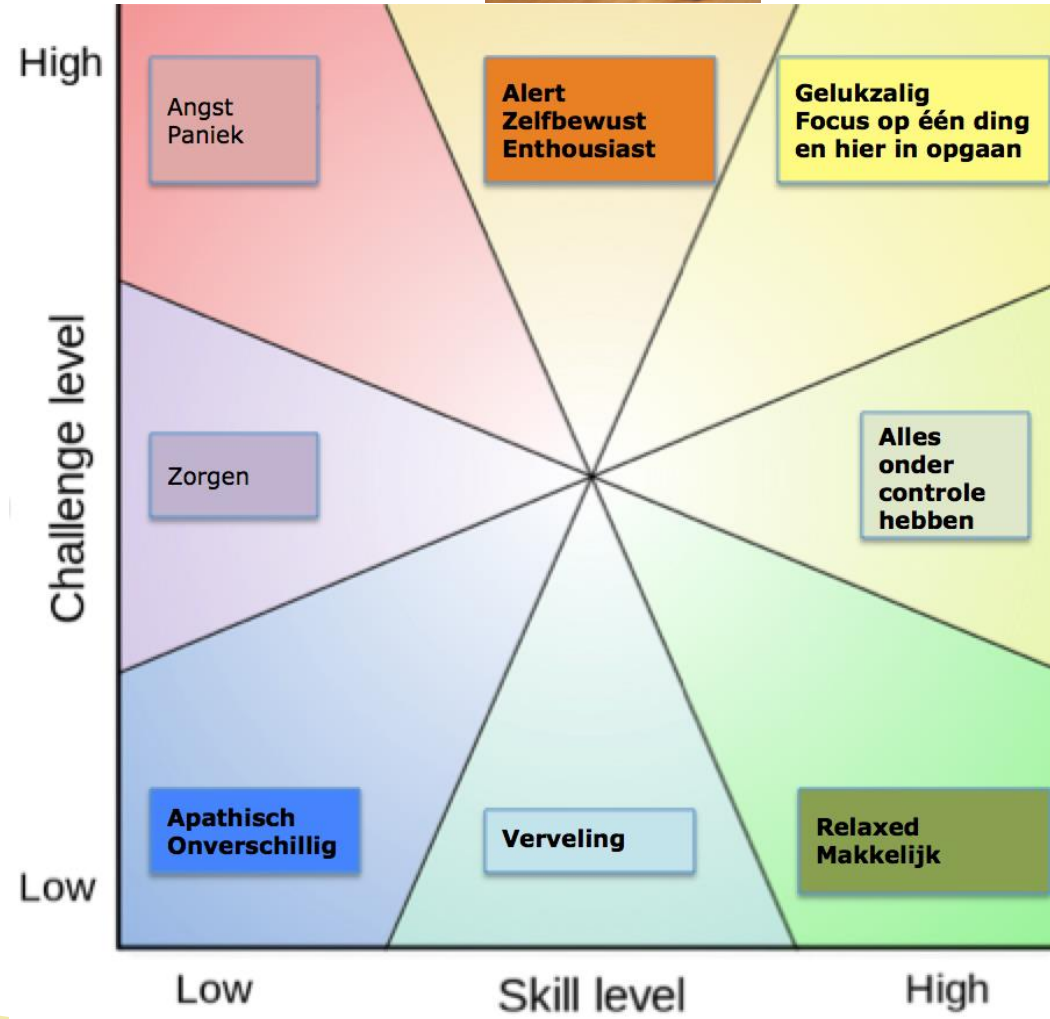 High
Angst
Paniek
Alert
Zelfbewust
Enthousiast
Gelukzalig
Focus op één ding
en hier in opgaan
Challenge level
Zorgen
Alles
onder
controle
hebben
Apathisch
Onverschillig
Verveling
Relaxed
Makkelijk
Low
Low
Skill level
High